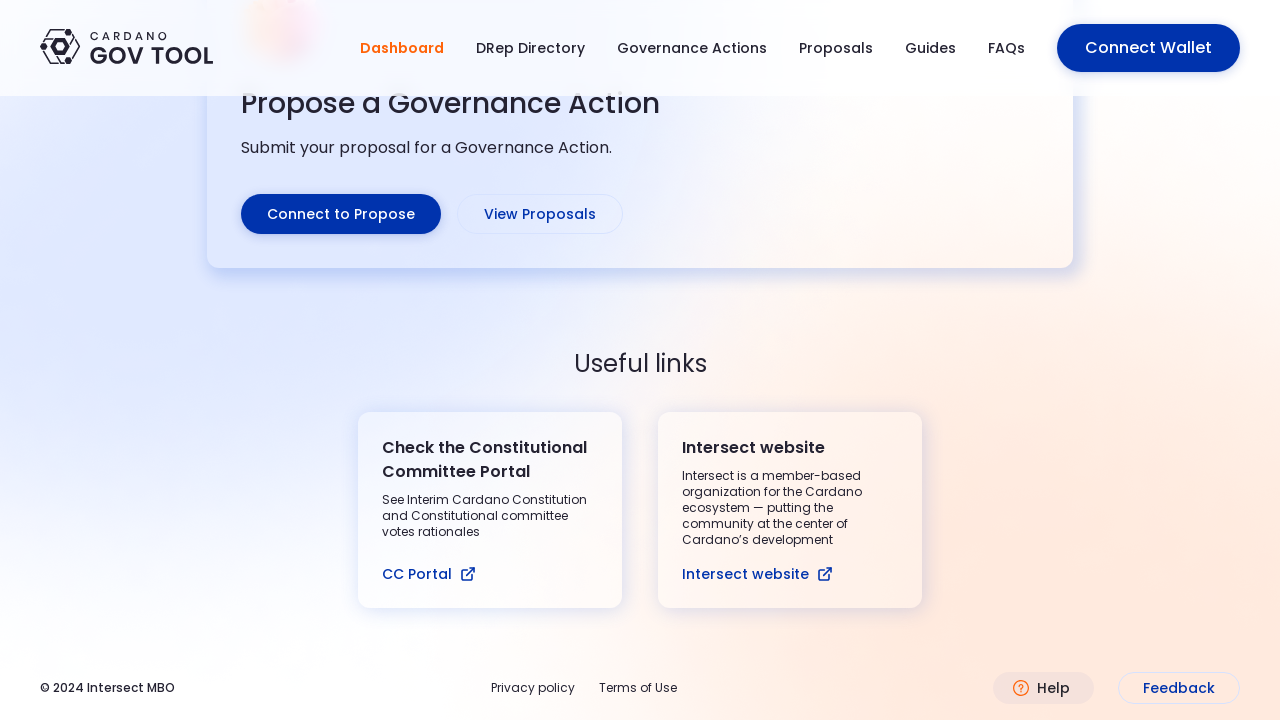 CARDANO
GOV TOOL
Dashboard
DRep Directory
Governance Actions
Proposals
Guides
FAQs
Connect Wallet
Propose a Governance Action
Submit your proposal for a Governance Action.
Connect to Propose
View Proposals
Useful links
Check the Constitutional
Committee Portal
See Interim Cardano Constitution
and Constitutional committee
votes rationales
CC Portal
Intersect website
Intersect is a member-based
organization for the Cardano
ecosystem — putting the
community at the center of
Cardano’s development
Intersect website
© 2024 Intersect MBO
Privacy policy
Terms of Use
Help
Feedback